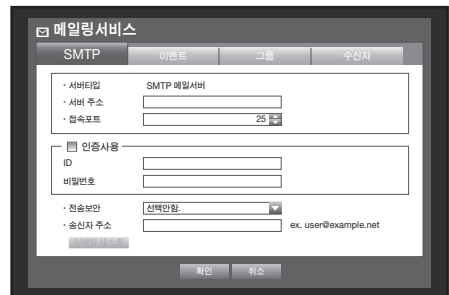 메일링서비스
SMTP 이벤트 그룹 수신자
· 서버타입 SMTP 메일서버
· 서버 주소
· 접속포트 25
인증사용
ID
비밀번호
· 전송보안 선택안함.
· 송신자 주소 ex. user@example.net
이메일 테스트
확인 취소